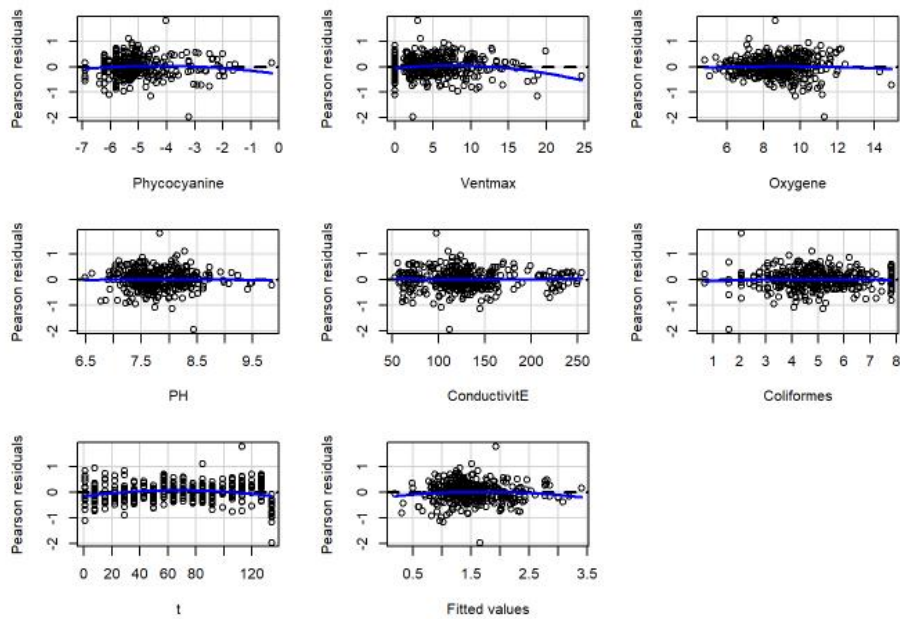 Pearson residuals
-2 -1 0 1
-7 -6 -5 -4 -3 -2 -1 0
Phycocyanine
Pearson residuals
-2 -1 0 1
0 5 10 15 20 25
Ventmax
Pearson residuals
-2 -1 0 1
6 8 10 12 14
Oxygene
Pearson residuals
-2 -1 0 1
6.5 7.5 8.5 9.5
PH
Pearson residuals
-2 -1 0 1
50 100 150 200 250
ConductivitE
Pearson residuals
-2 -1 0 1
1 2 3 4 5 6 7 8
Coliformes
Pearson residuals
-2 -1 0 1
0 20 40 60 80 120
t
Pearson residuals
-2 -1 0 1
0.5 1.5 2.5 3.5
Fitted values